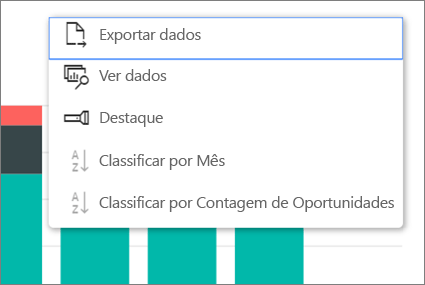 Exportar dados
Ver dados
Destaque
Classificar por Mês
Classificar por Contagem de Oportunidades